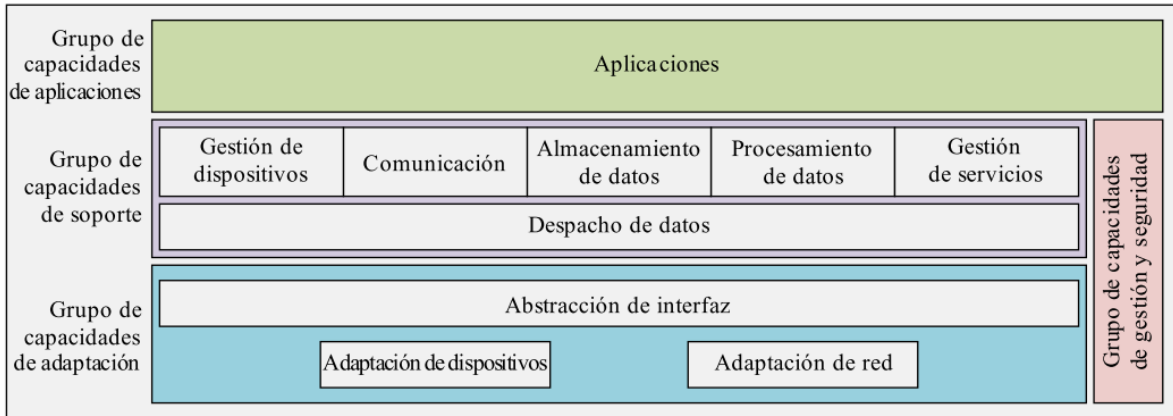 Grupo de
capacidades
de aplicaciones
Aplicaciones
Grupo de
capacidades
de soporte
Gestión de
dispositivos
Comunicación
Almacenamiento
de datos
Procesamiento
de datos
Gestión
de servicios
Despacho de datos
Grupo de
capacidades
de adaptación
Abstracción de interfaz
Adaptación de dispositivos
Adaptación de red
Grupo de capacidades
de gestión y seguridad